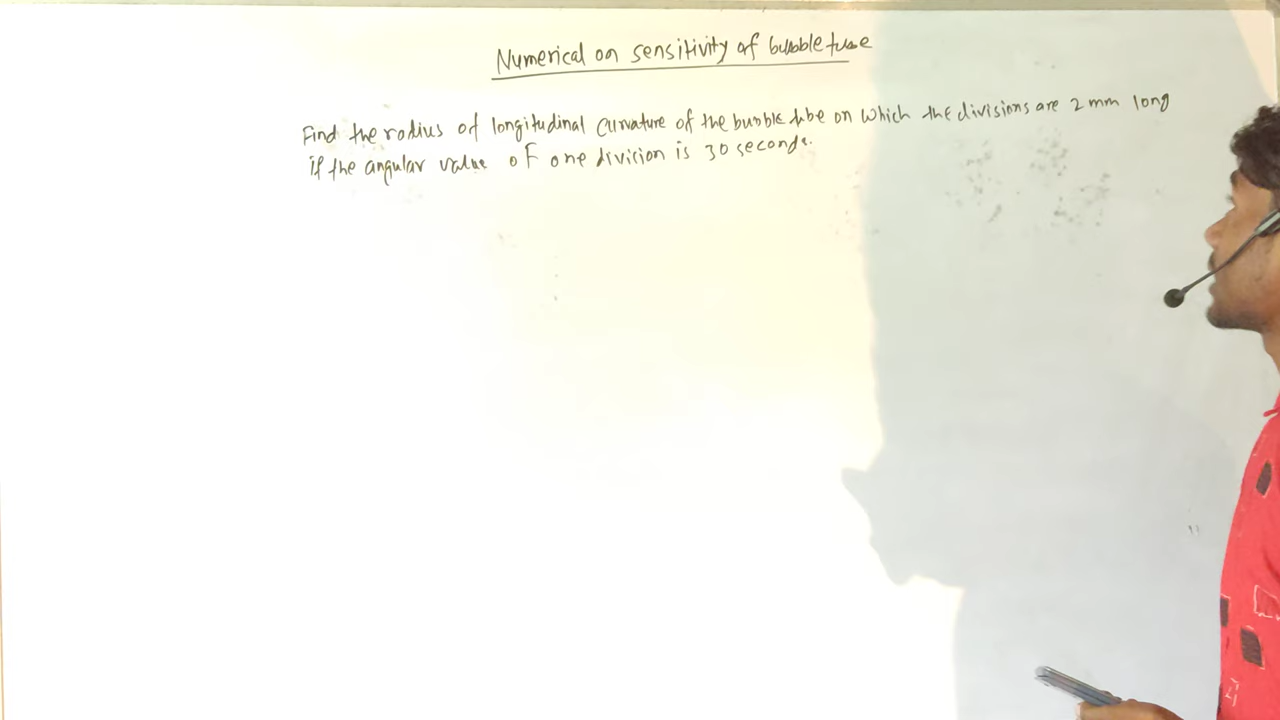 Numerical on sensitivity of bubble tube
Find the radius of longitudinal curvature of the bubble tube on which the divisions are 2 mm long
if the angular value of one division is 30 seconds.